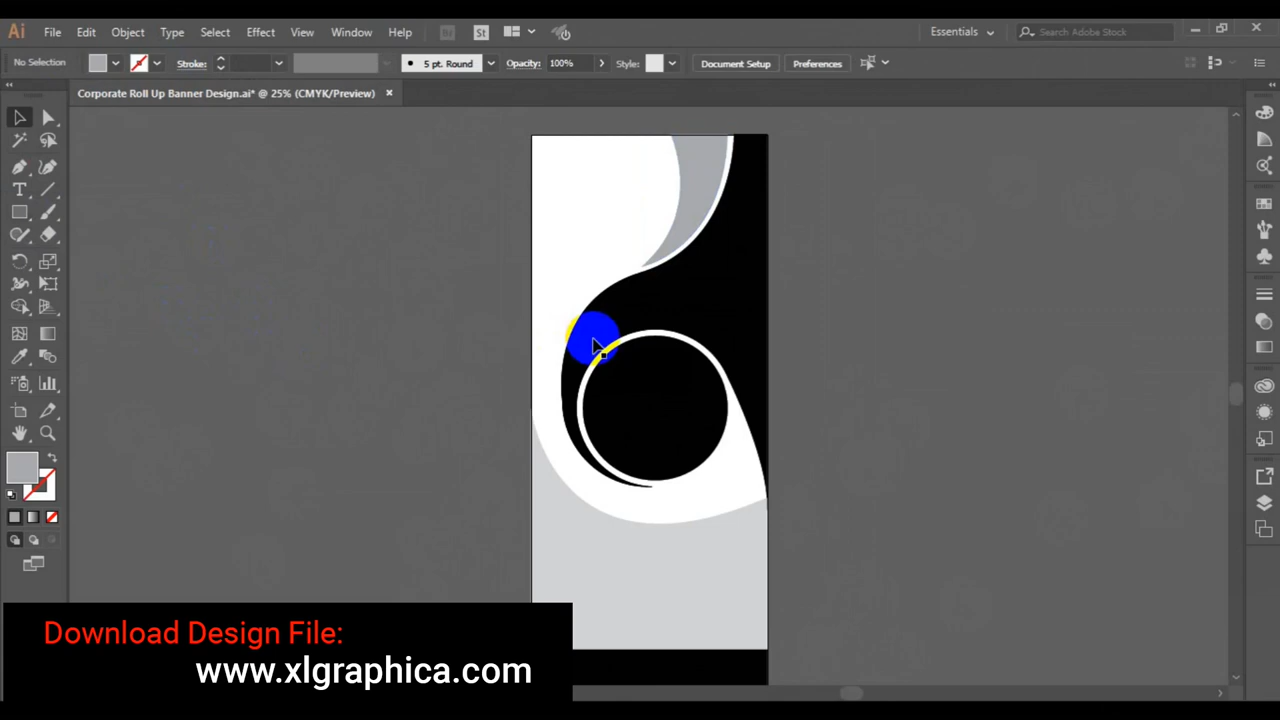 Ai File Edit Object Type Select Effect View Window Help Br St Essentials Search Adobe Stock
No Selection Stroke: 5 pt. Round Opacity: 100% Style: Document Setup Preferences
Corporate Roll Up Banner Design.ai* @ 25% (CMYK/Preview)
Download Design File:
www.xlgraphica.com